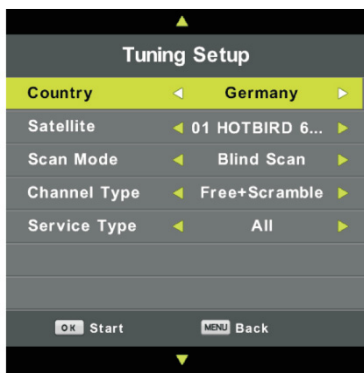 Tuning Setup
Country Germany
Satellite 01 HOTBIRD 6...
Scan Mode Blind Scan
Channel Type Free+Scramble
Service Type All
OK Start MENU Back